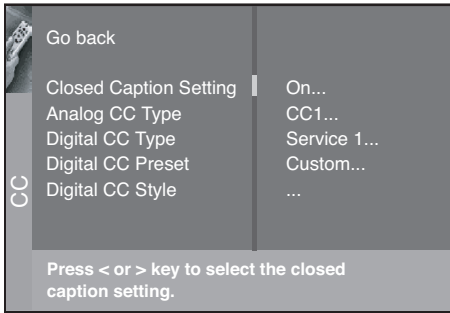 Go back
Closed Caption Setting On...
Analog CC Type CC1...
Digital CC Type Service 1...
Digital CC Preset Custom...
Digital CC Style ...
CC
Press < or > key to select the closed
caption setting.